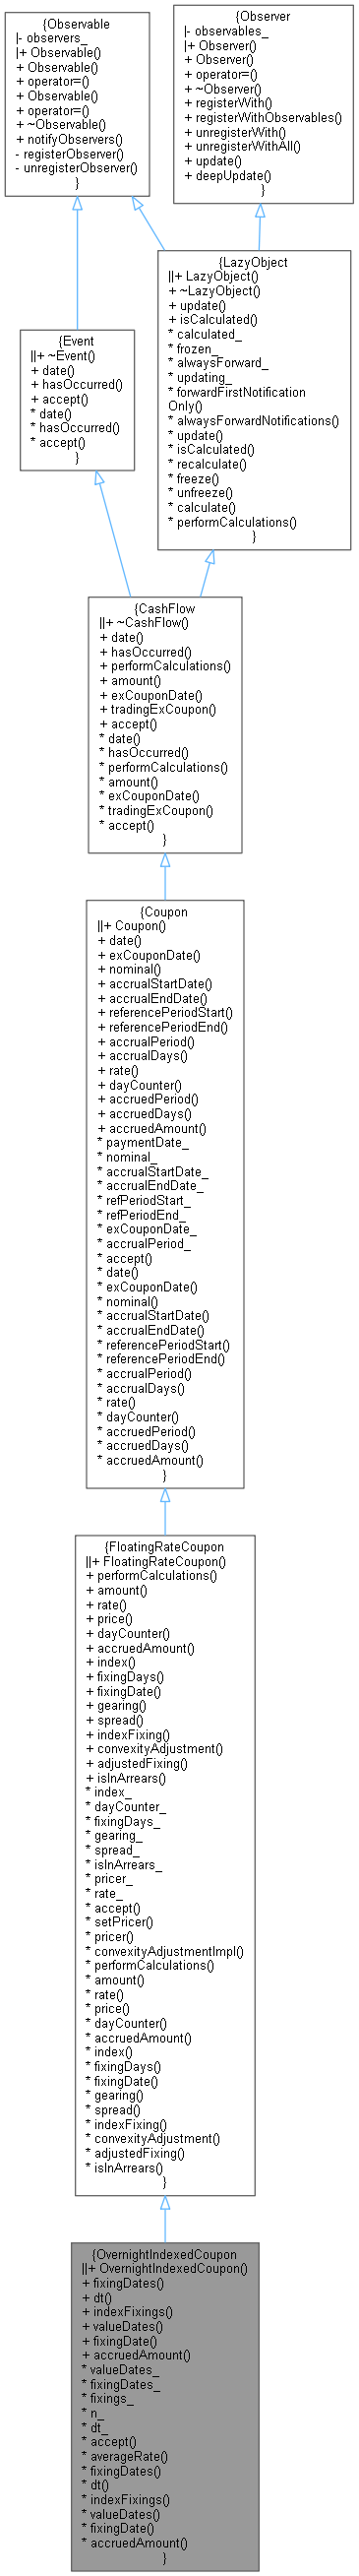 {Observable
|- observers_
|+ Observable()
+ Observable()
+ operator=()
+ Observable()
+ operator=()
+ ~Observable()
+ notifyObservers()
- registerObserver()
- unregisterObserver()
}
{Observer
|- observables_
|+ Observer()
+ Observer()
+ operator=()
+ ~Observer()
+ registerWith()
+ registerWithObservables()
+ unregisterWith()
+ unregisterWithAll()
+ update()
+ deepUpdate()
}
{LazyObject
||+ LazyObject()
+ ~LazyObject()
+ update()
+ isCalculated()
* calculated_
* frozen_
* alwaysForward_
* updating_
* forwardFirstNotification
Only()
* alwaysForwardNotifications()
* update()
* isCalculated()
* recalculate()
* freeze()
* unfreeze()
* calculate()
* performCalculations()
}
{Event
||+ ~Event()
+ date()
+ hasOccurred()
+ accept()
* date()
* hasOccurred()
* accept()
}
{CashFlow
||+ ~CashFlow()
+ date()
+ hasOccurred()
+ performCalculations()
+ amount()
+ exCouponDate()
+ tradingExCoupon()
+ accept()
* date()
* hasOccurred()
* performCalculations()
* amount()
* exCouponDate()
* tradingExCoupon()
* accept()
}
{Coupon
||+ Coupon()
+ date()
+ exCouponDate()
+ nominal()
+ accrualStartDate()
+ accrualEndDate()
+ referencePeriodStart()
+ referencePeriodEnd()
+ accrualPeriod()
+ accrualDays()
+ rate()
+ dayCounter()
+ accruedPeriod()
+ accruedDays()
+ accruedAmount()
* paymentDate_
* nominal_
* accrualStartDate_
* accrualEndDate_
* refPeriodStart_
* refPeriodEnd_
* exCouponDate_
* accrualPeriod_
* accept()
* date()
* exCouponDate()
* nominal()
* accrualStartDate()
* accrualEndDate()
* referencePeriodStart()
* referencePeriodEnd()
* accrualPeriod()
* accrualDays()
* rate()
* dayCounter()
* accruedPeriod()
* accruedDays()
* accruedAmount()
}
{FloatingRateCoupon
||+ FloatingRateCoupon()
+ performCalculations()
+ amount()
+ rate()
+ price()
+ dayCounter()
+ accruedAmount()
+ index()
+ fixingDays()
+ fixingDate()
+ gearing()
+ spread()
+ indexFixing()
+ convexityAdjustment()
+ adjustedFixing()
+ isInArrears()
* index_
* dayCounter_
* fixingDays_
* gearing_
* spread_
* isInArrears_
* pricer_
* rate_
* accept()
* setPricer()
* pricer()
* convexityAdjustmentImpl()
* performCalculations()
* amount()
* rate()
* price()
* dayCounter()
* accruedAmount()
* index()
* fixingDays()
* fixingDate()
* gearing()
* spread()
* indexFixing()
* convexityAdjustment()
* adjustedFixing()
* isInArrears()
}
{OvernightIndexedCoupon
||+ OvernightIndexedCoupon()
+ fixingDates()
+ dt()
+ indexFixings()
+ valueDates()
+ fixingDate()
+ accruedAmount()
* valueDates_
* fixingDates_
* fixings_
* n_
* dt_
* accept()
* averageRate()
* fixingDates()
* dt()
* indexFixings()
* valueDates()
* fixingDate()
* accruedAmount()
}